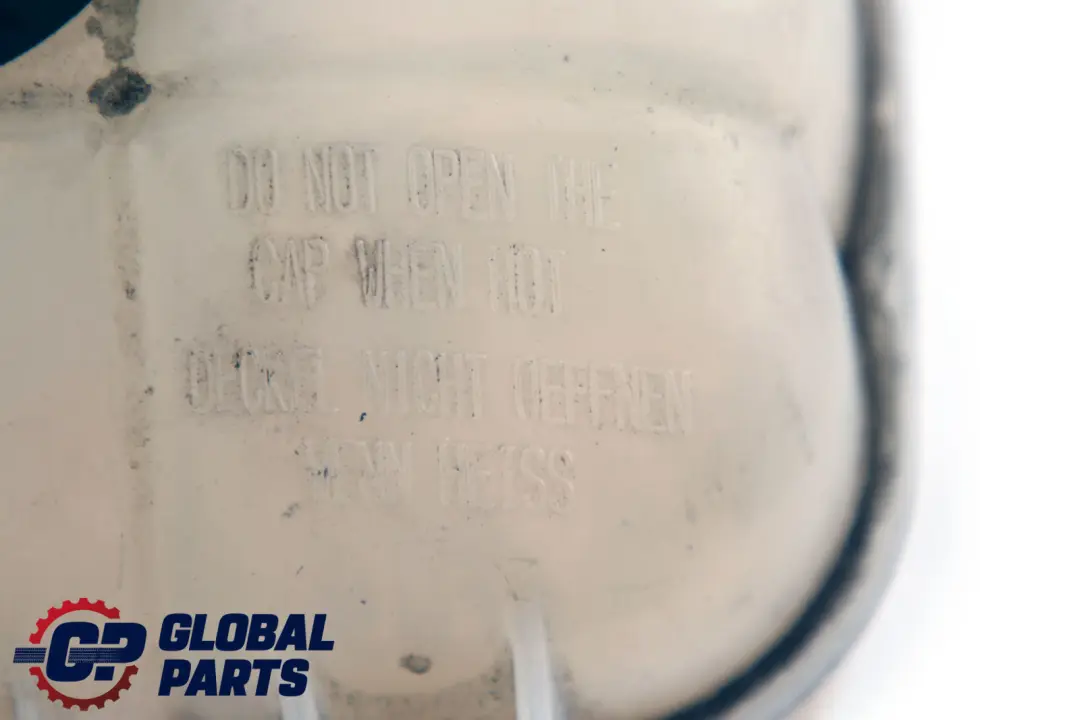 DO NOT OPEN THE
CAP WHEN HOT
DECKEL NICHT OEFFNEN
WENN HEISS
GP GLOBAL
PARTS